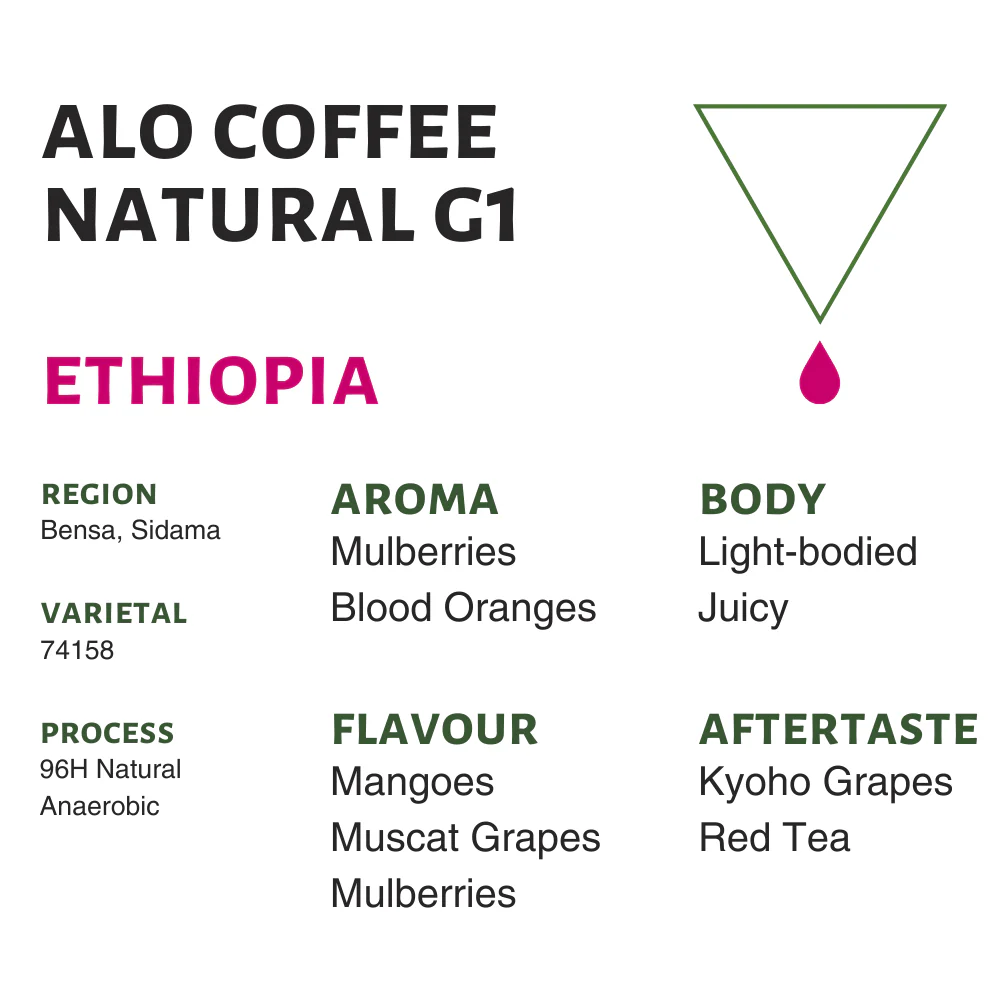 ALO COFFEE
NATURAL G1
ETHIOPIA
REGION
Bensa, Sidama
VARIETAL
74158
PROCESS
96H Natural
Anaerobic
AROMA
Mulberries
Blood Oranges
FLAVOUR
Mangoes
Muscat Grapes
Mulberries
BODY
Light-bodied
Juicy
AFTERTASTE
Kyoho Grapes
Red Tea